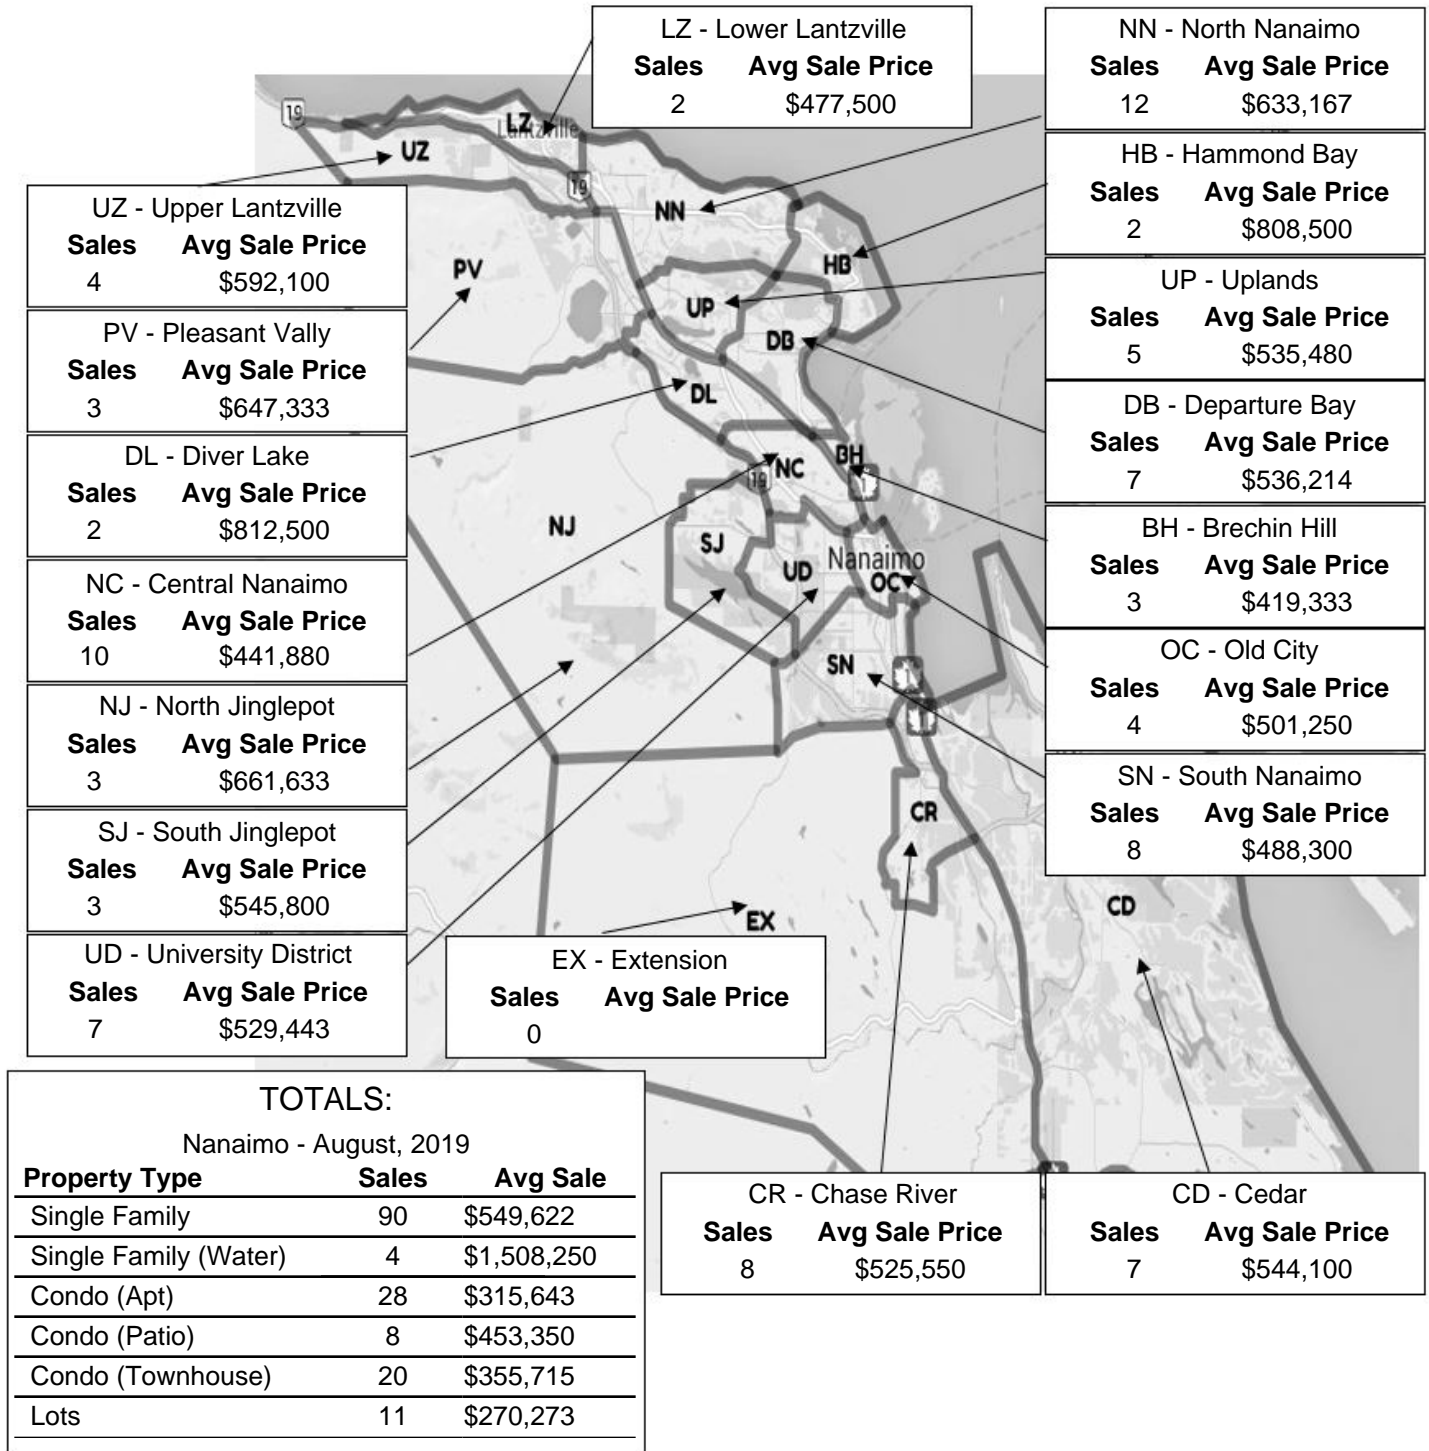 LZ - Lower Lantzville
Sales Avg Sale Price
2 $477,500
NN - North Nanaimo
Sales Avg Sale Price
12 $633,167
HB - Hammond Bay
Sales Avg Sale Price
2 $808,500
UP - Uplands
Sales Avg Sale Price
5 $535,480
DB - Departure Bay
Sales Avg Sale Price
7 $536,214
BH - Brechin Hill
Sales Avg Sale Price
3 $419,333
OC - Old City
Sales Avg Sale Price
4 $501,250
SN - South Nanaimo
Sales Avg Sale Price
8 $488,300
UZ - Upper Lantzville
Sales Avg Sale Price
4 $592,100
PV - Pleasant Vally
Sales Avg Sale Price
3 $647,333
DL - Diver Lake
Sales Avg Sale Price
2 $812,500
NC - Central Nanaimo
Sales Avg Sale Price
10 $441,880
NJ - North Jinglepot
Sales Avg Sale Price
3 $661,633
SJ - South Jinglepot
Sales Avg Sale Price
3 $545,800
UD - University District
Sales Avg Sale Price
7 $529,443
EX - Extension
Sales Avg Sale Price
0
CR - Chase River
Sales Avg Sale Price
8 $525,550
CD - Cedar
Sales Avg Sale Price
7 $544,100
19
LZ
Lantzville
UZ
19
NN
PV
HB
UP
DB
DL
BH
NC
19
1
NJ
SJ
UD
Nanaimo
OC
SN
CR
EX
CD
TOTALS:
Nanaimo - August, 2019
Property Type Sales Avg Sale
Single Family 90 $549,622
Single Family (Water) 4 $1,508,250
Condo (Apt) 28 $315,643
Condo (Patio) 8 $453,350
Condo (Townhouse) 20 $355,715
Lots 11 $270,273